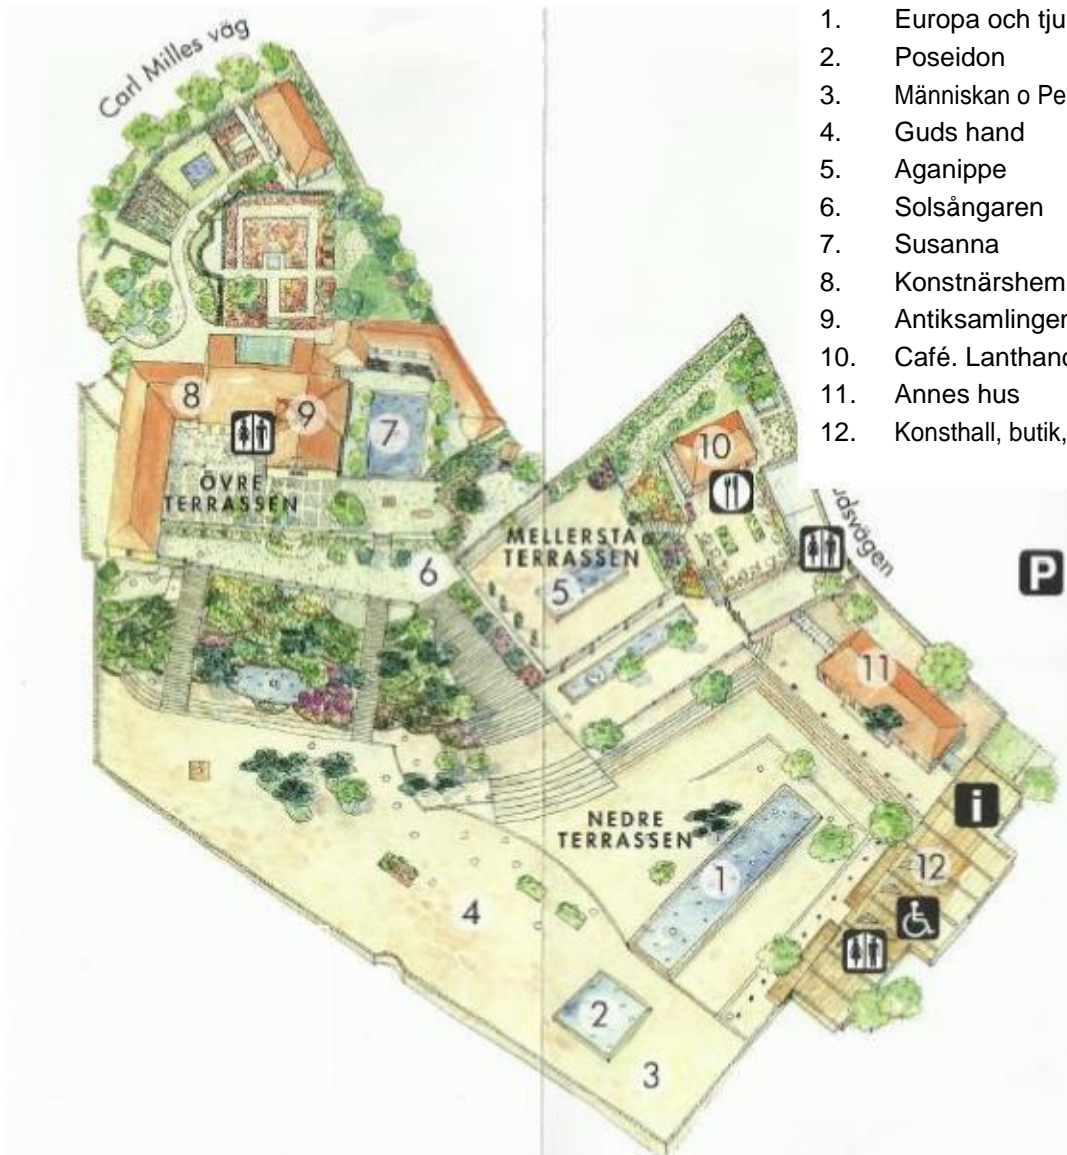 Carl Milles väg
1. Europa och tju
2. Poseidon
3. Människan o Pe
4. Guds hand
5. Aganippe
6. Solsångaren
7. Susanna
8. Konstnärshem
9. Antiksamlingen
10. Café. Lanthand
11. Annes hus
12. Konsthall, butik,
8
9
7
10
ÖVRE
TERRASSEN
MELLERSTA
TERRASSEN
udsvägen
P
6
5
11
i
NEDRE
TERRASSEN
12
1
4
2
3